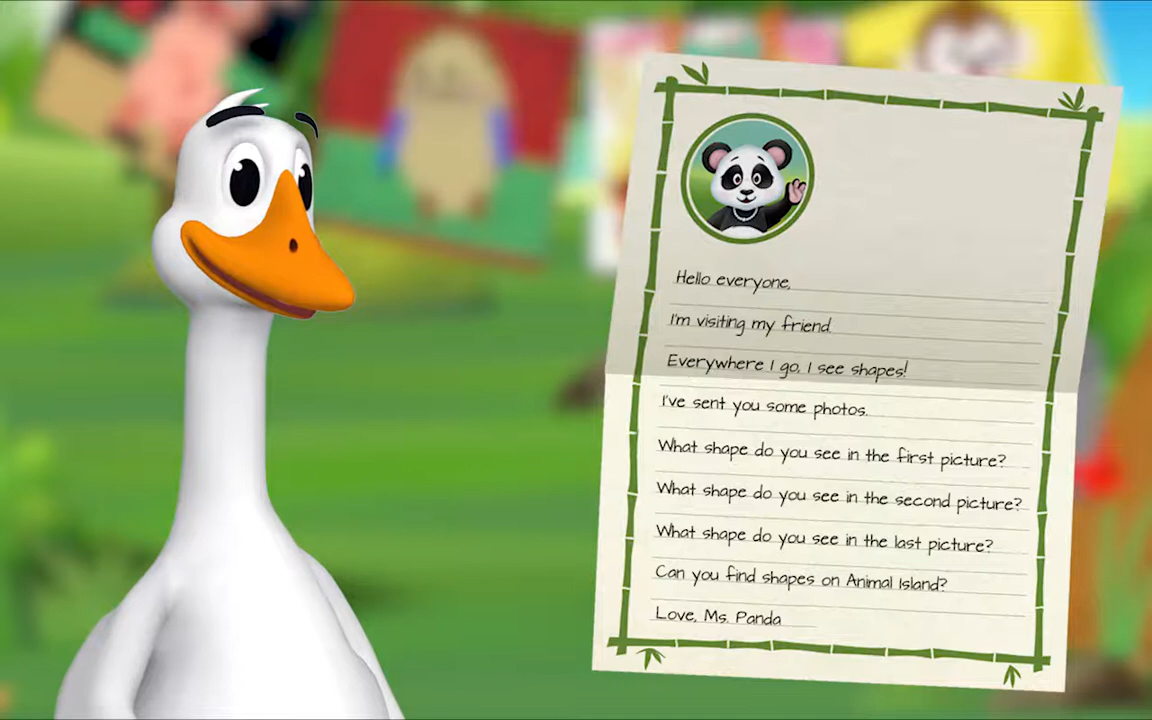 Hello everyone,
I'm visiting my friend.
Everywhere I go, I see shapes!
I've sent you some photos.
What shape do you see in the first picture?
What shape do you see in the second picture?
What shape do you see in the last picture?
Can you find shapes on Animal Island?
Love, Ms. Panda